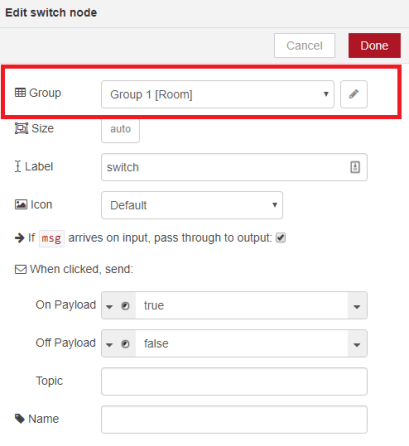 Edit switch node
Cancel Done
Group Group 1 [Room]
Size auto
Label switch
Icon Default
If msg arrives on input, pass through to output:
When clicked, send:
On Payload true
Off Payload false
Topic
Name